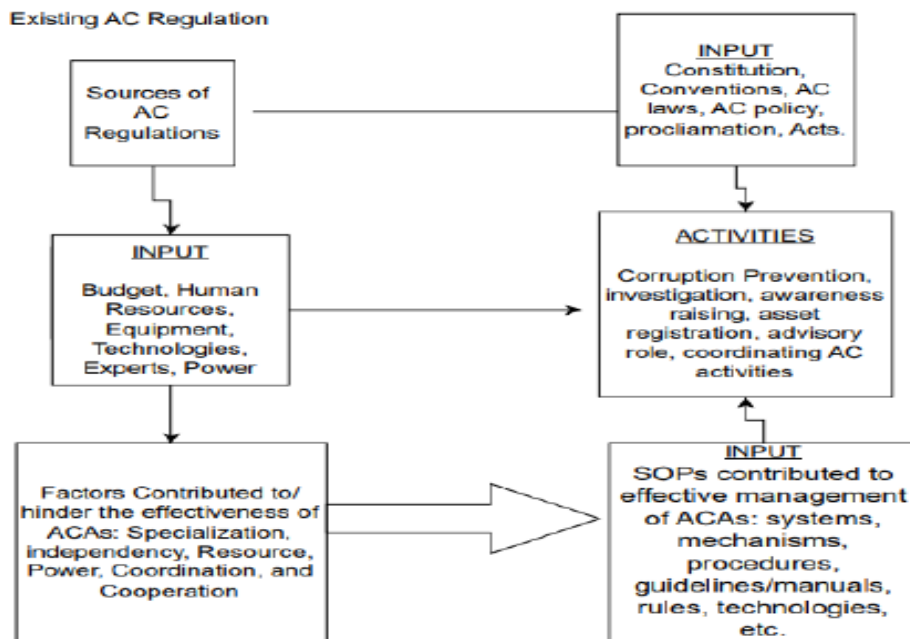 Existing AC Regulation
Sources of
AC
Regulations
INPUT
Constitution,
Conventions, AC
laws, AC policy,
procliamation, Acts.
INPUT
Budget, Human
Resources,
Equipment,
Technologies,
Experts, Power
ACTIVITIES
Corruption Prevention,
investigation, awareness
raising, asset
registration, advisory
role, coordinating AC
activities
Factors Contributed to/
hinder the effectiveness of
ACAs: Specialization,
independency, Resource,
Power, Coordination, and
Cooperation
INPUT
SOPs contributed to
effective management
of ACAs: systems,
mechanisms,
procedures,
guidelines/manuals,
rules, technologies,
etc.